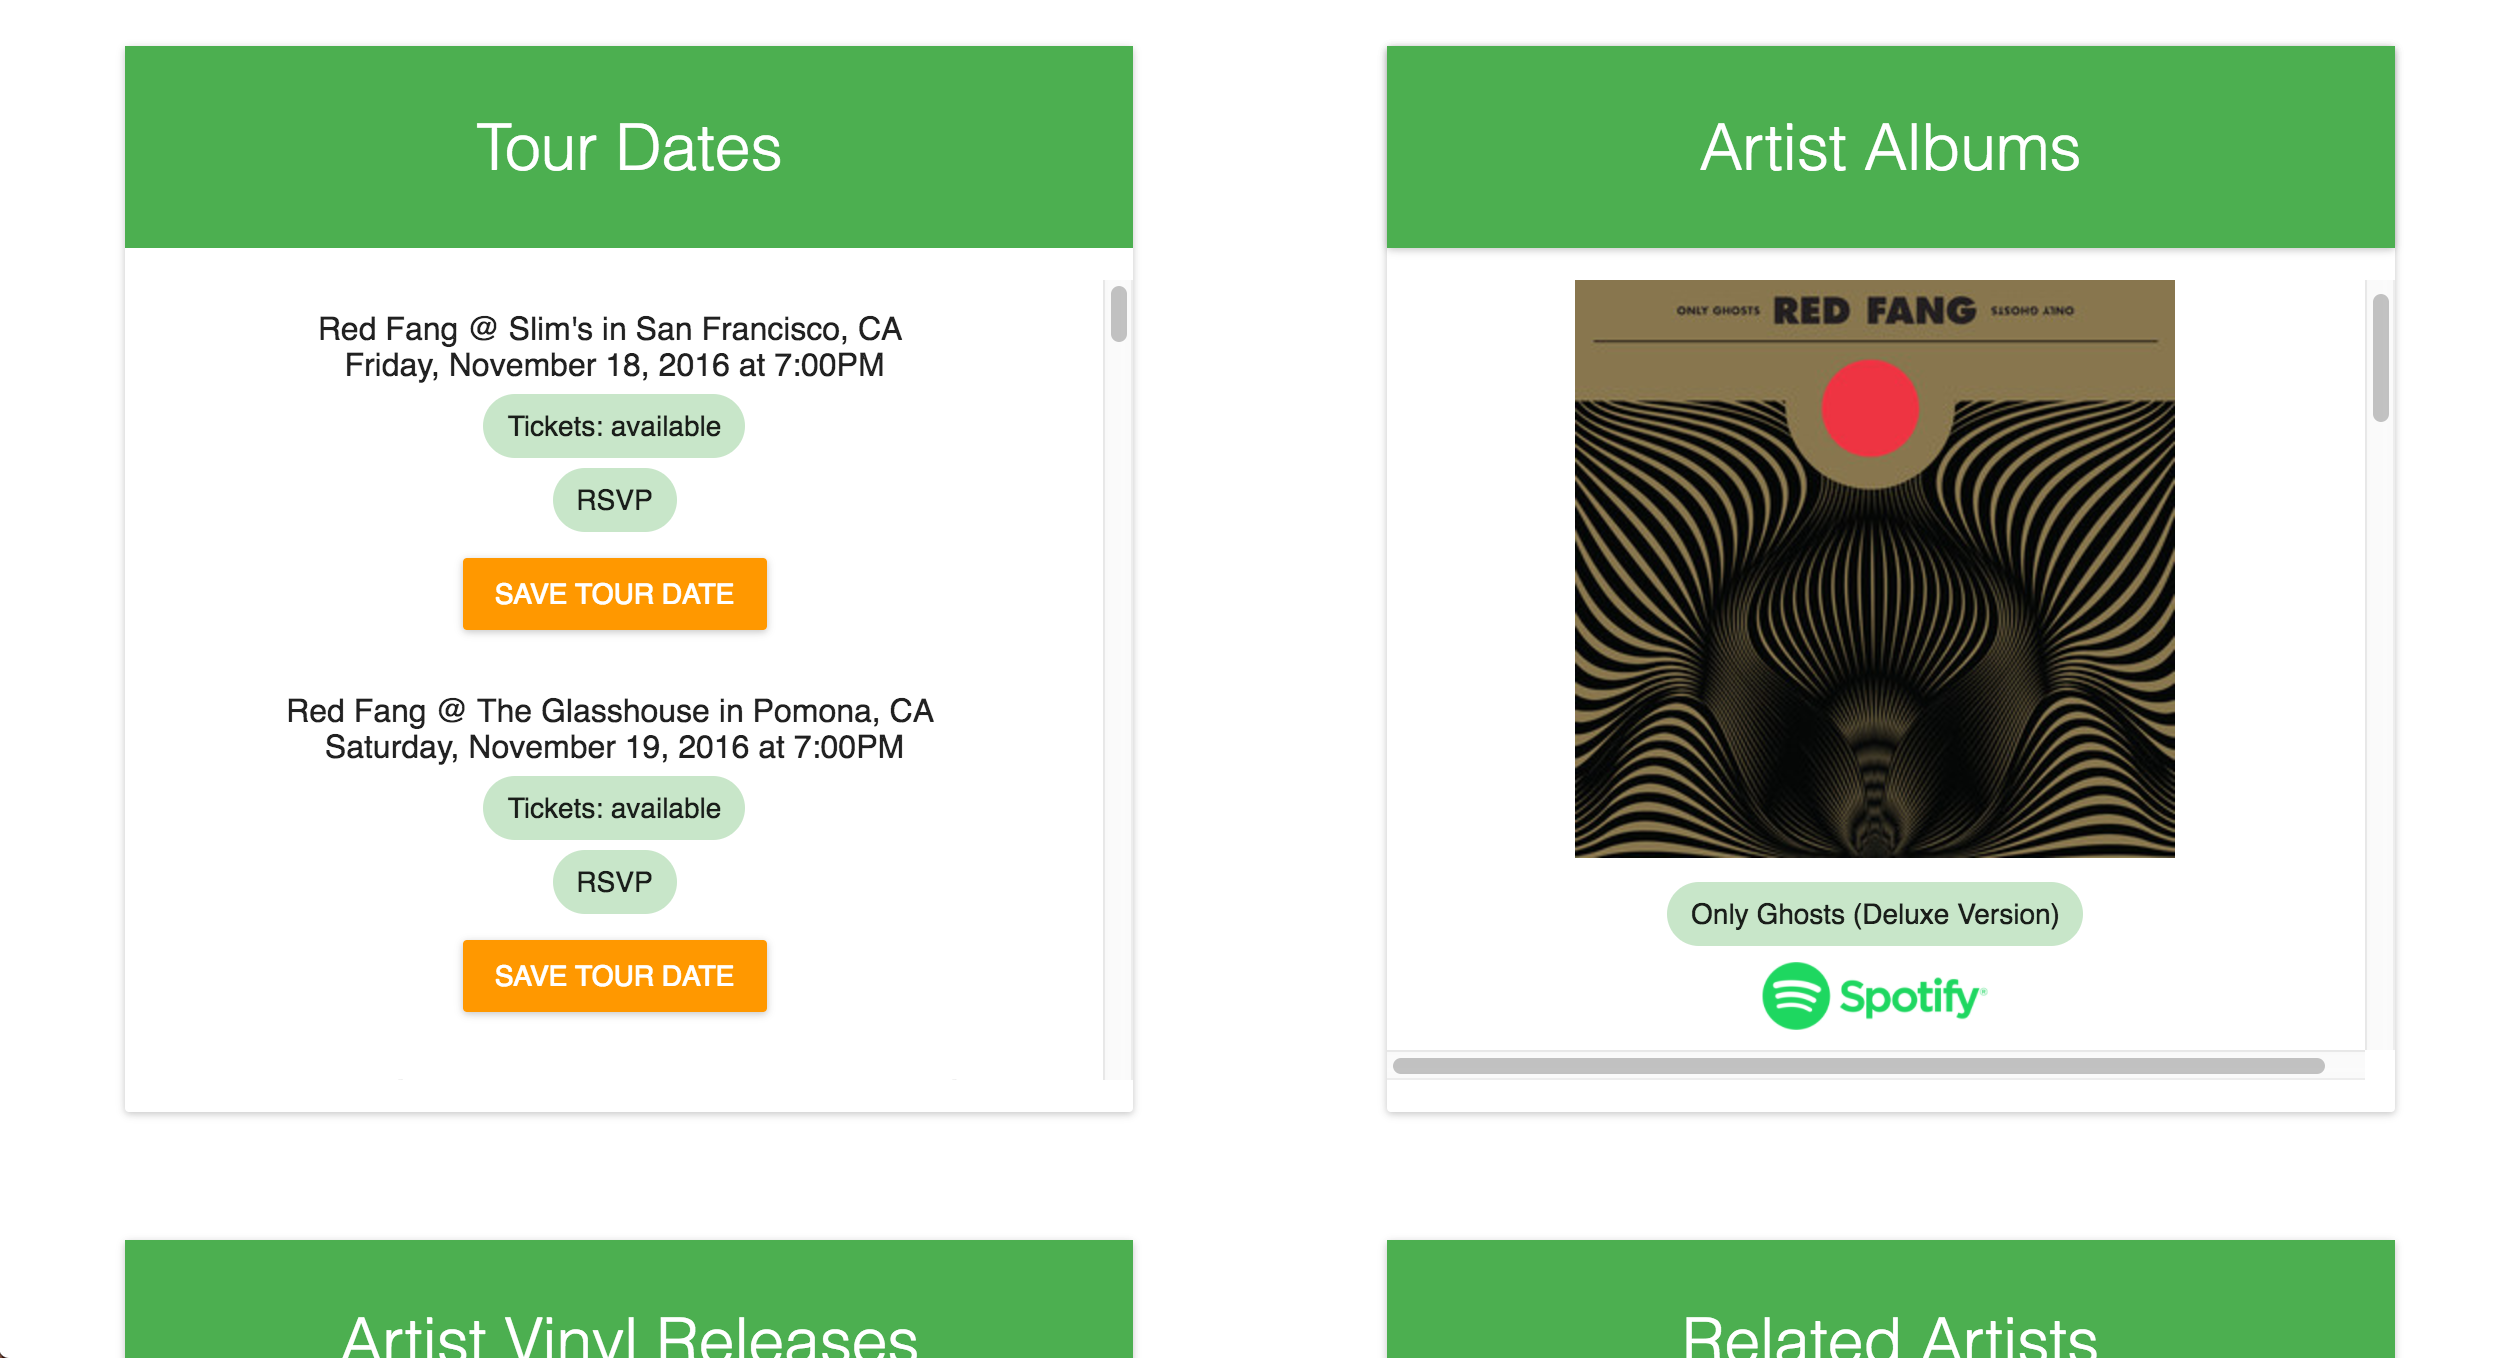 Tour Dates
Red Fang @ Slim's in San Francisco, CA
Friday, November 18, 2016 at 7:00PM
Tickets: available
RSVP
SAVE TOUR DATE
Red Fang @ The Glasshouse in Pomona, CA
Saturday, November 19, 2016 at 7:00PM
Tickets: available
RSVP
SAVE TOUR DATE
Artist Albums
ONLY GHOSTS RED FANG ONLY GHOSTS
Only Ghosts (Deluxe Version)
Spotify®
Artist Vinyl Releases
Related Artists